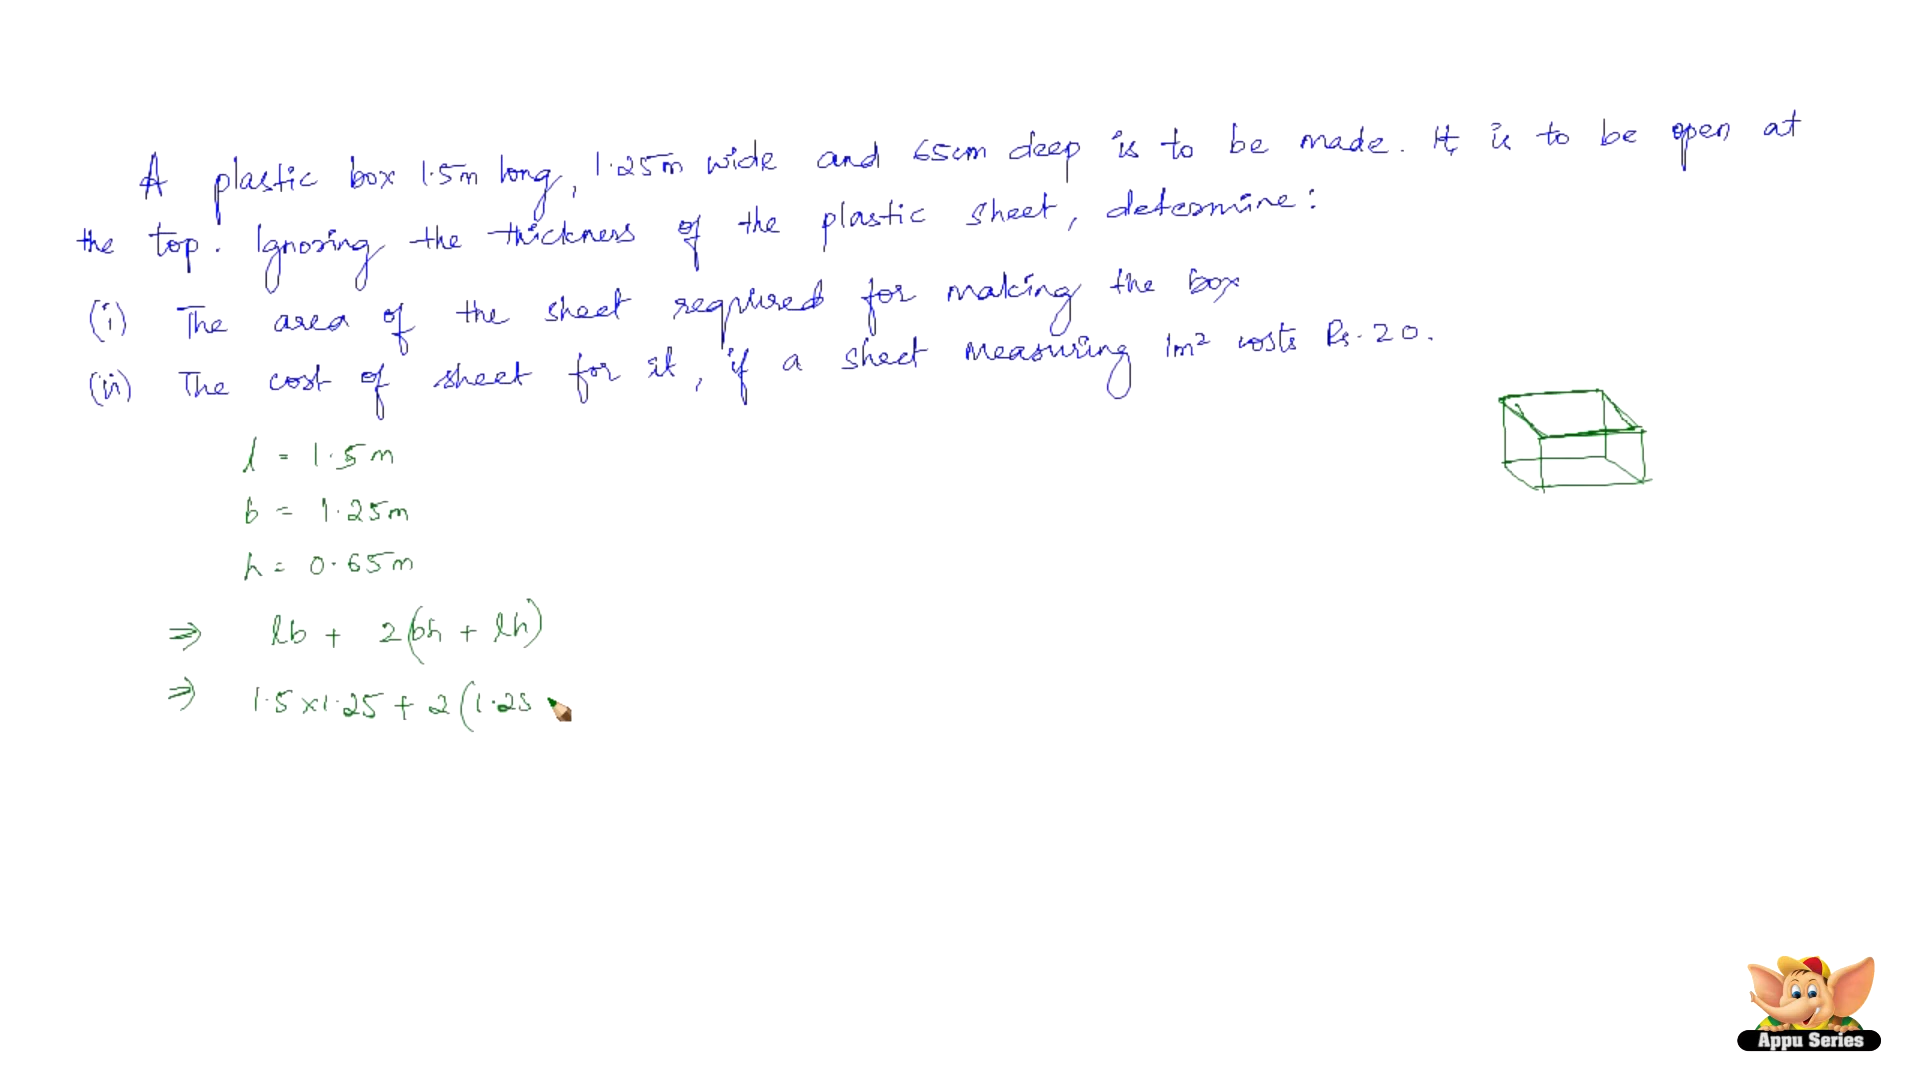 A plastic box 1.5m long, 1.25m wide and 65cm deep is to be made. It is to be open at
the top. Ignoring the thickness of the plastic sheet, determine:
(i) The area of the sheet required for making the box
(ii) The cost of sheet for it, if a sheet measuring 1m² costs Rs.20.
l = 1.5m
b = 1.25m
h = 0.65m
⇒ lb + 2(bh + lh)
⇒ 1.5×1.25 + 2(1.25
Appu Series